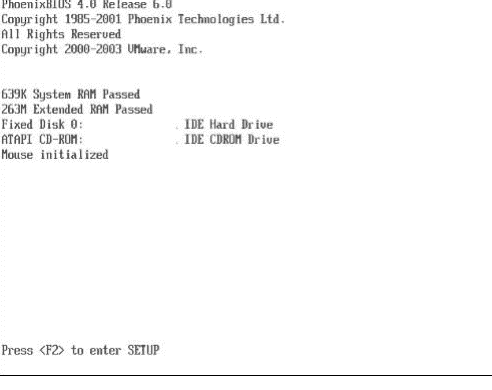 PhoenixBIOS 4.0 Release 6.0
Copyright 1985-2001 Phoenix Technologies Ltd.
All Rights Reserved
Copyright 2000-2003 VMware, Inc.
639K System RAM Passed
263M Extended RAM Passed
Fixed Disk 0: . IDE Hard Drive
ATAPI CD-ROM: . IDE CDROM Drive
Mouse initialized
Press <F2> to enter SETUP